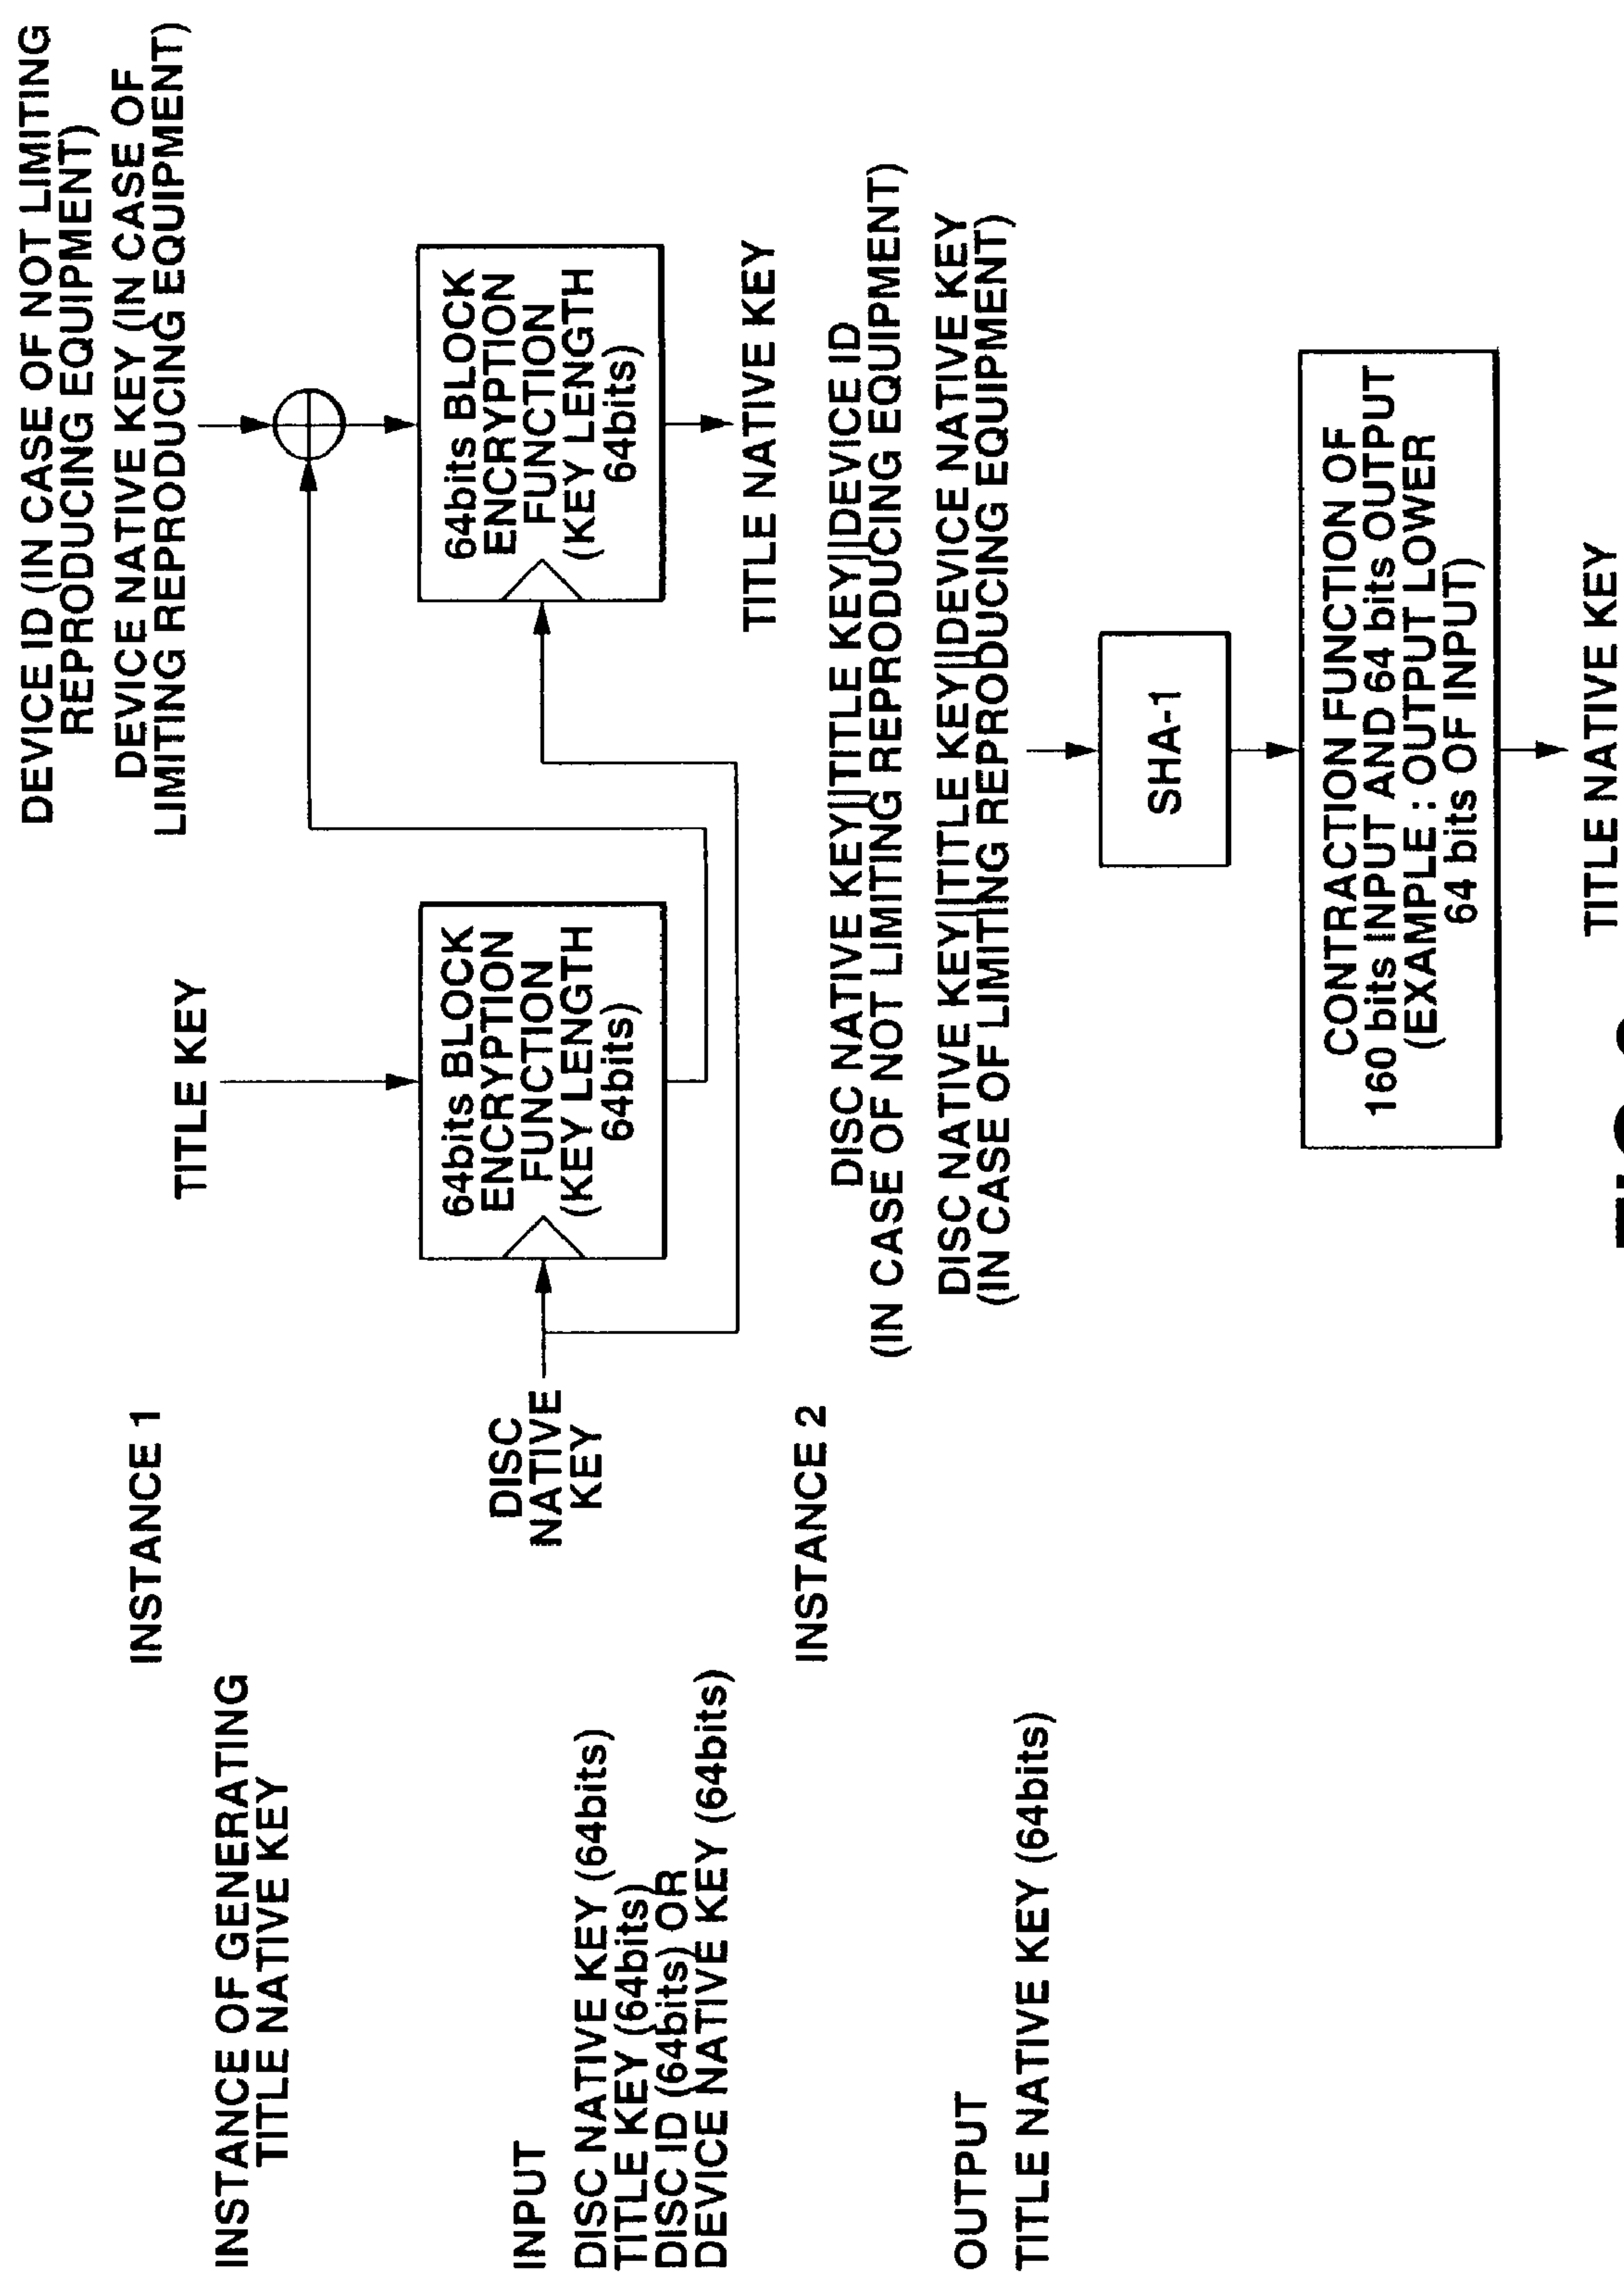 INSTANCE OF GENERATING
TITLE NATIVE KEY
INPUT
DISC NATIVE KEY (64bits)
TITLE KEY (64bits)
DISC ID (64bits) OR
DEVICE NATIVE KEY (64bits)
OUTPUT
TITLE NATIVE KEY (64bits)
INSTANCE 1
TITLE KEY
DEVICE ID (IN CASE OF NOT LIMITING
REPRODUCING EQUIPMENT)
DEVICE NATIVE KEY (IN CASE OF
LIMITING REPRODUCING EQUIPMENT)
DISC
NATIVE
KEY
64bits BLOCK
ENCRYPTION
FUNCTION
(KEY LENGTH
64bits)
64bits BLOCK
ENCRYPTION
FUNCTION
(KEY LENGTH
64bits)
TITLE NATIVE KEY
INSTANCE 2
DISC NATIVE KEY||TITLE KEY||DEVICE ID
(IN CASE OF NOT LIMITING REPRODUCING EQUIPMENT)
DISC NATIVE KEY||TITLE KEY||DEVICE NATIVE KEY
(IN CASE OF LIMITING REPRODUCING EQUIPMENT)
SHA-1
CONTRACTION FUNCTION OF
160 bits INPUT AND 64 bits OUTPUT
(EXAMPLE : OUTPUT LOWER
64 bits OF INPUT)
TITLE NATIVE KEY